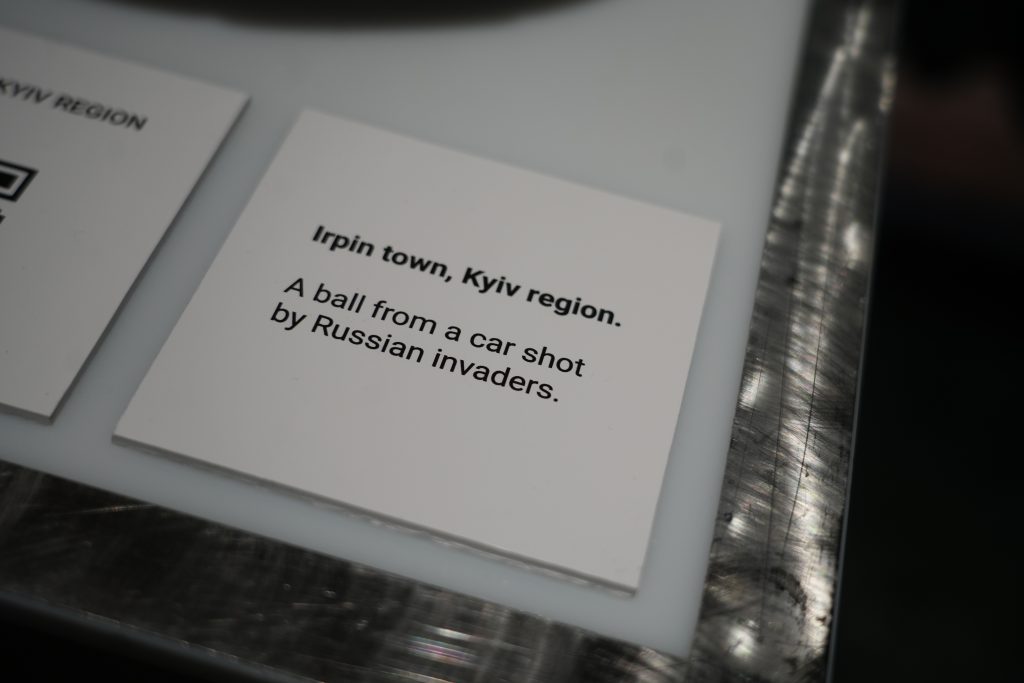 KYIV REGION
Irpin town, Kyiv region.
A ball from a car shot
by Russian invaders.